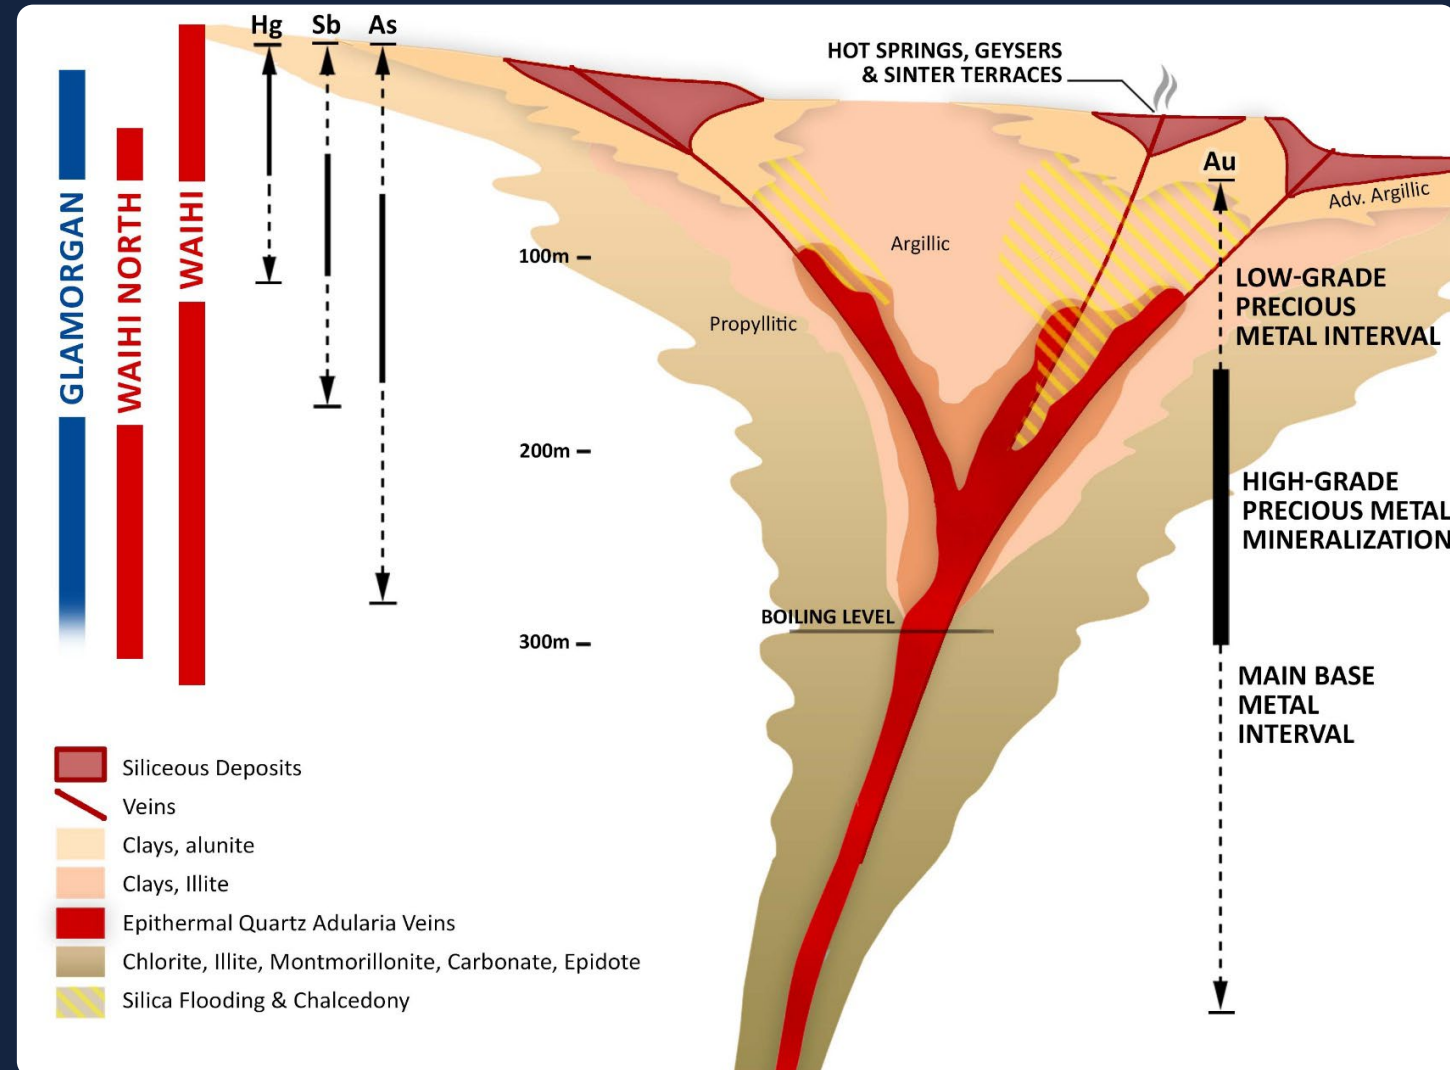 Hg
Sb
As
HOT SPRINGS, GEYSERS
& SINTER TERRACES
Au
Adv. Argillic
GLAMORGAN
WAIHI NORTH
WAIHI
100m
Argillic
Propyllitic
LOW-GRADE
PRECIOUS
METAL INTERVAL
200m
HIGH-GRADE
PRECIOUS METAL
MINERALIZATION
BOILING LEVEL
300m
MAIN BASE
METAL
INTERVAL
Siliceous Deposits
Veins
Clays, alunite
Clays, Illite
Epithermal Quartz Adularia Veins
Chlorite, Illite, Montmorillonite, Carbonate, Epidote
Silica Flooding & Chalcedony